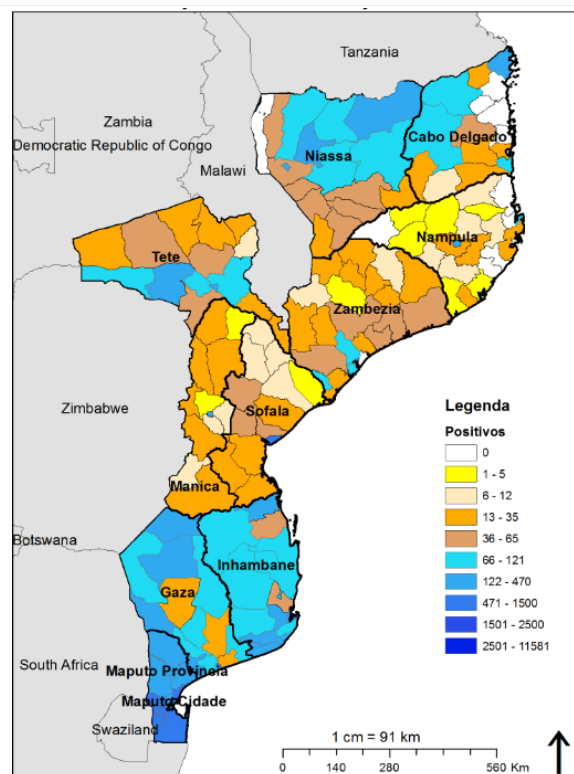 Tanzania
Zambia
Democratic Republic of Congo
Malawi
Niassa
Cabo Delgado
Nampula
Tete
Zambezia
Zimbabwe
Sofala
Manica
Botswana
Inhambane
Gaza
South Africa
Maputo Provincia
Maputo Cidade
Swaziland
Legenda
Positivos
0
1 - 5
6 - 12
13 - 35
36 - 65
66 - 121
122 - 470
471 - 1500
1501 - 2500
2501 - 11581
1 cm = 91 km
0 140 280 420 560 Km